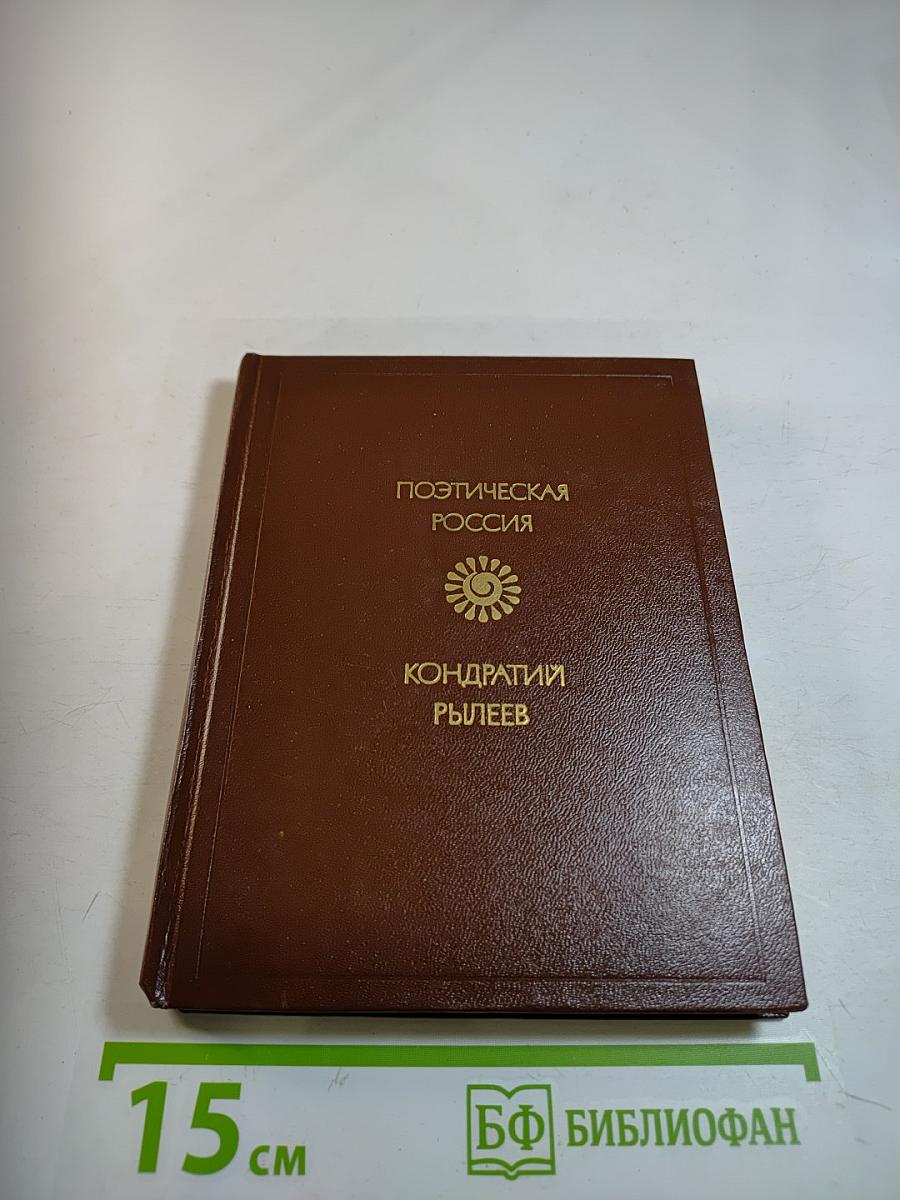 ПОЭТИЧЕСКАЯ
РОССИЯ
КОНДРАТИЙ
РЫЛЕЕВ
15 см
БФ БИБЛИОФАН